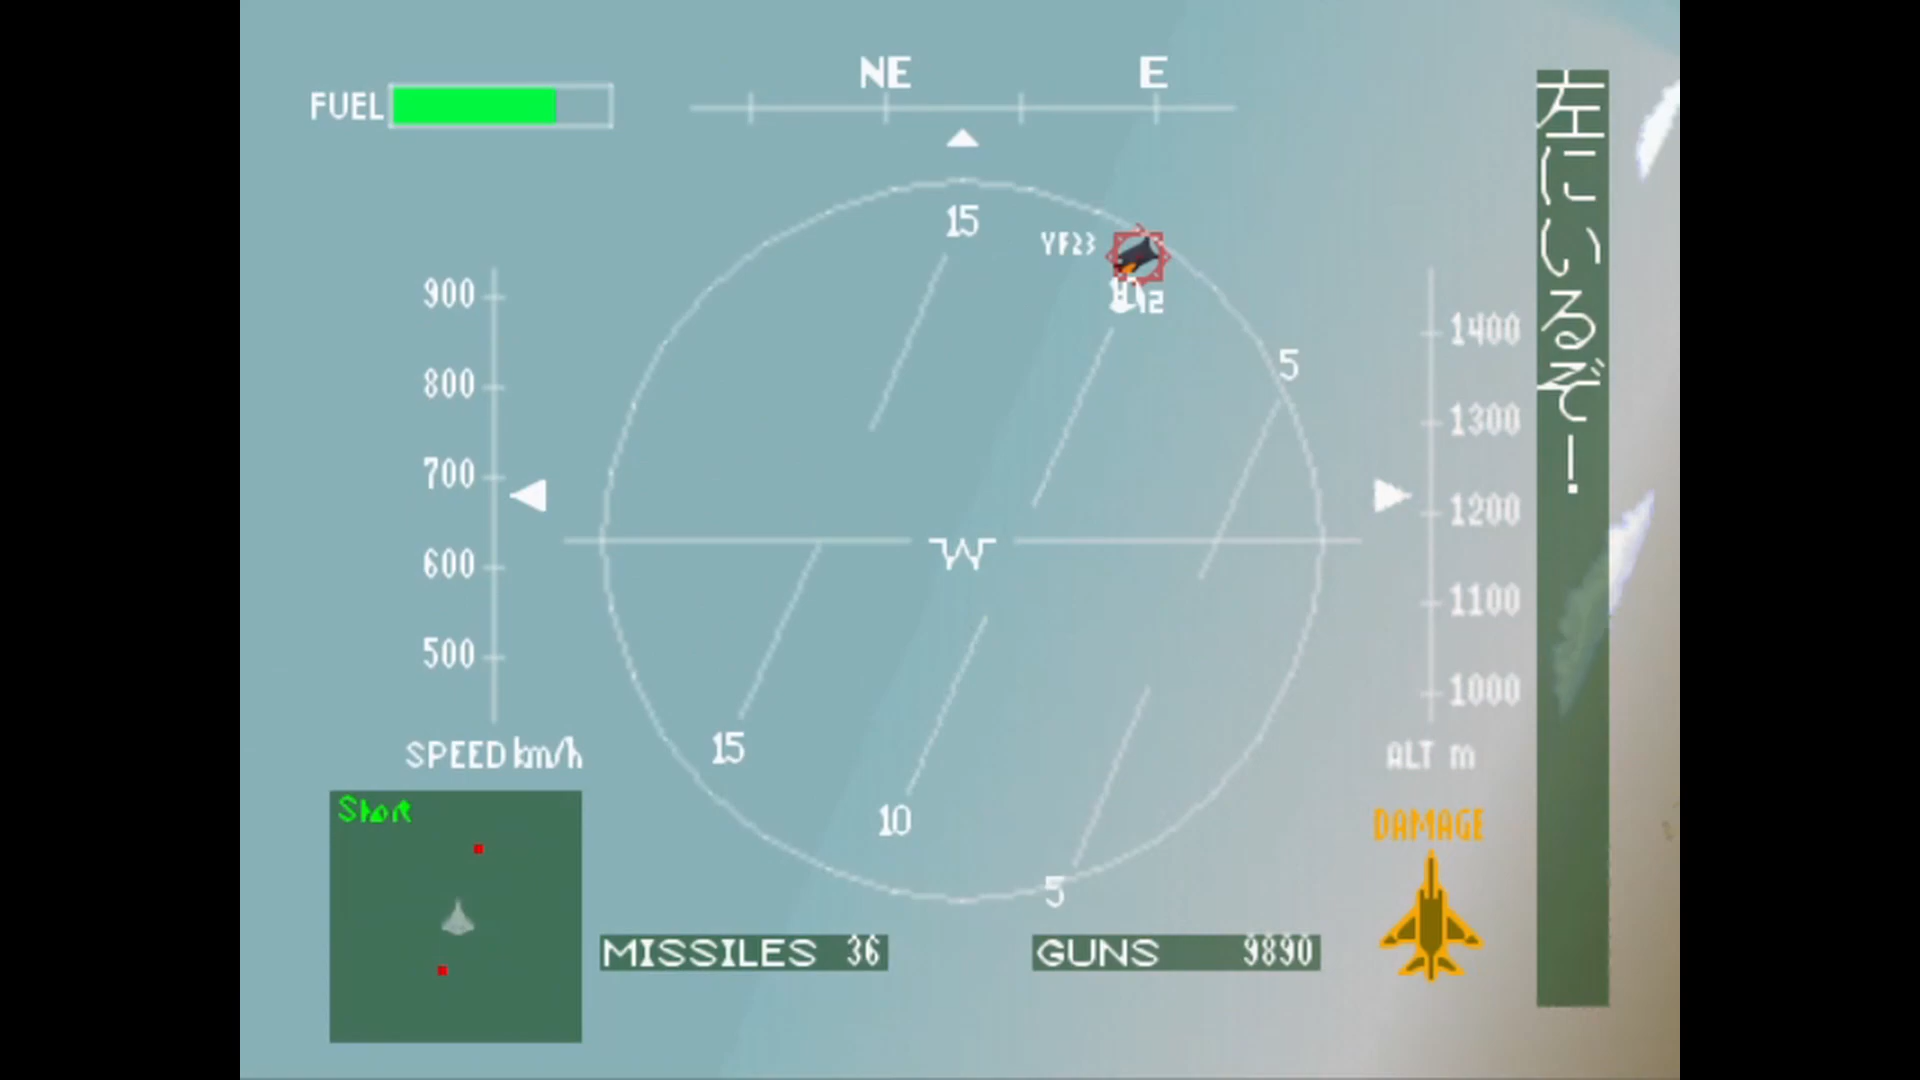 NE
E
FUEL
15
YF23
5
900
800
700
600
500
1400
1300
1200
1100
1000
15
10
5
SPEED km/h
ALT m
Short
DAMAGE
MISSILES 36
GUNS 9890
左にいるぞ！